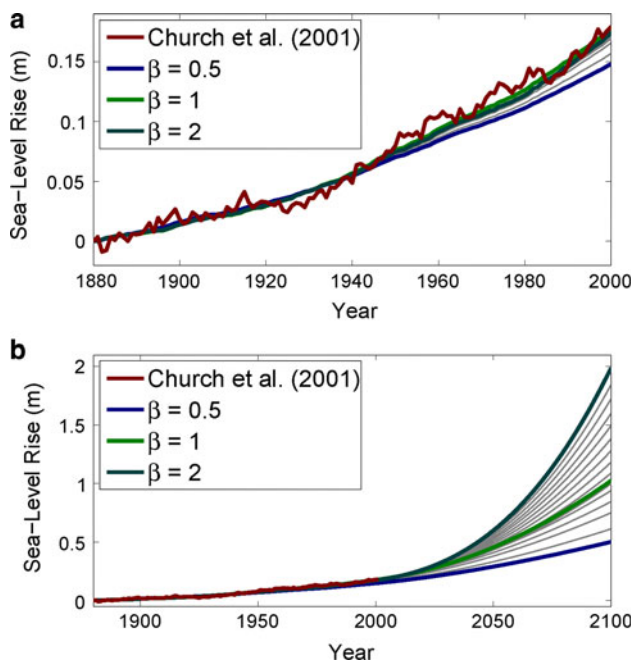 a
Church et al. (2001)
β = 0.5
β = 1
β = 2
Sea-Level Rise (m)
0.15
0.1
0.05
0
1880 1900 1920 1940 1960 1980 2000
Year
b
Church et al. (2001)
β = 0.5
β = 1
β = 2
Sea-Level Rise (m)
2
1.5
1
0.5
0
1900 1950 2000 2050 2100
Year